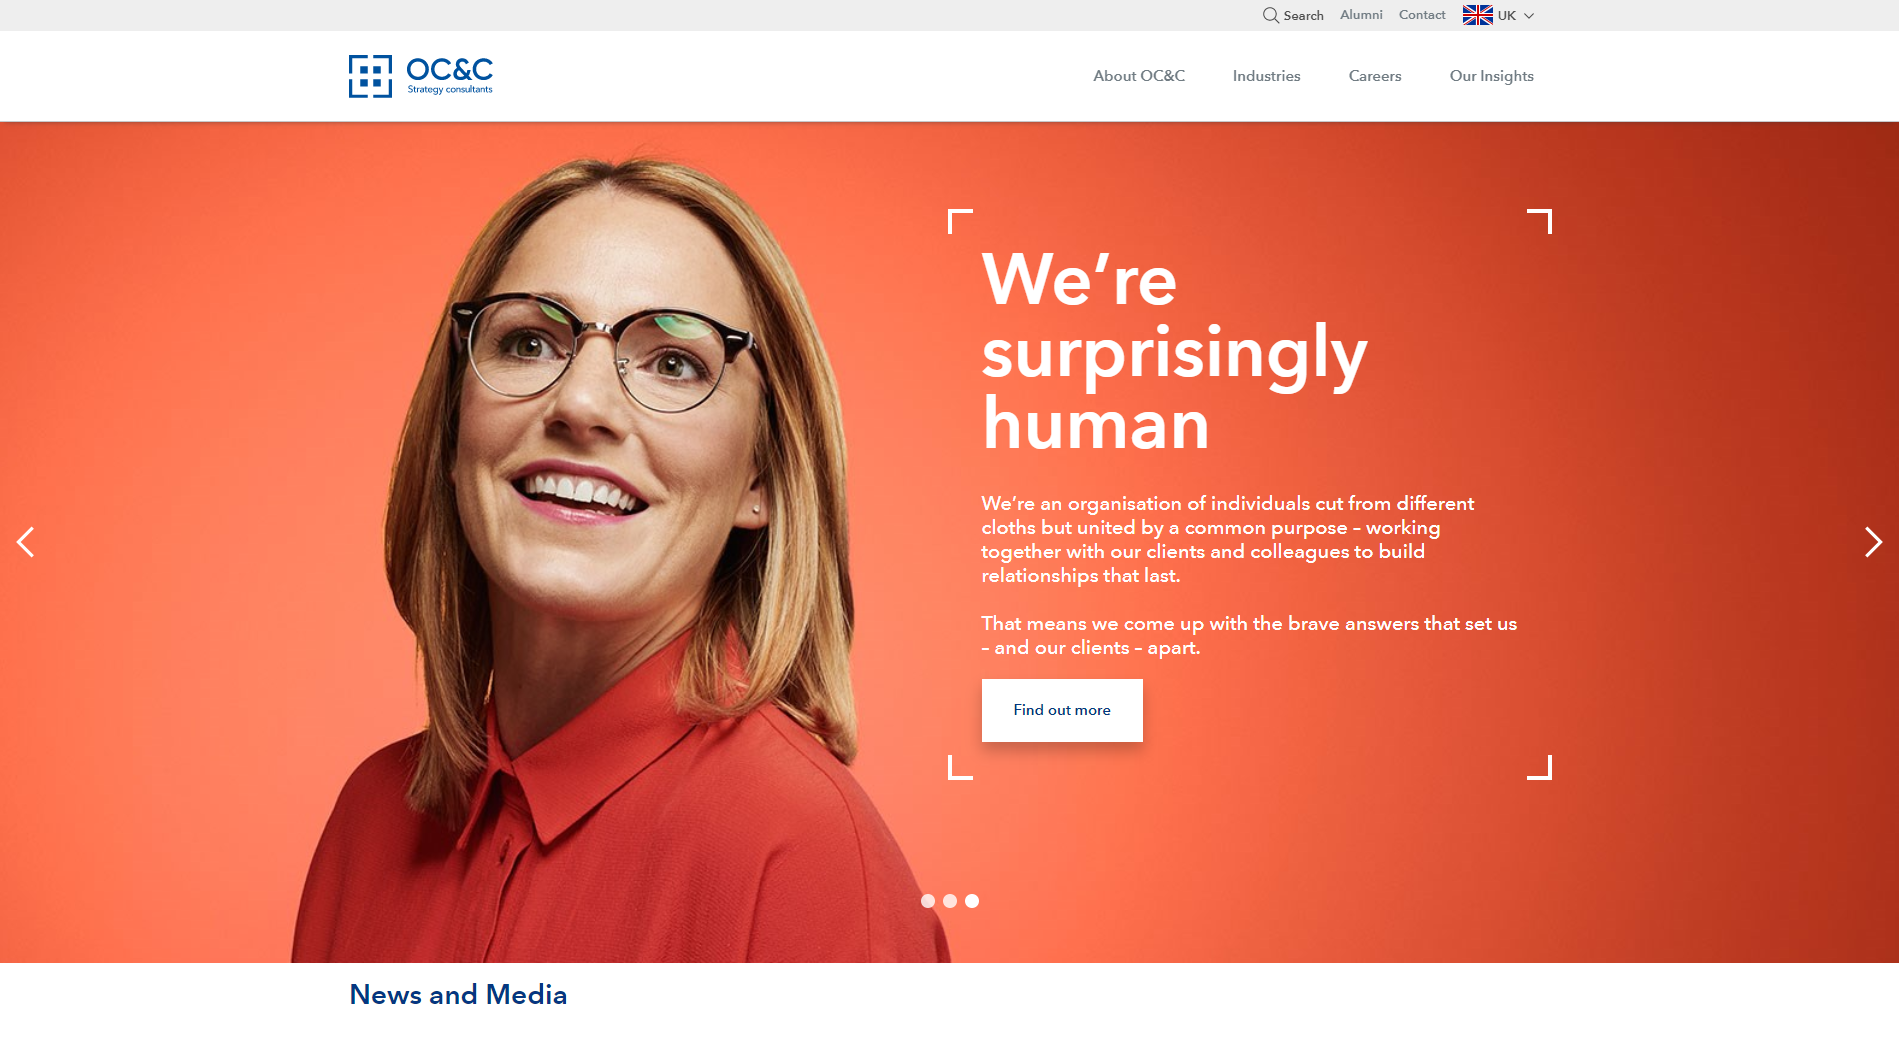 Search Alumni Contact UK
OC&C
Strategy consultants
About OC&C Industries Careers Our Insights
We’re
surprisingly
human
We’re an organisation of individuals cut from different
cloths but united by a common purpose – working
together with our clients and colleagues to build
relationships that last.
That means we come up with the brave answers that set us
– and our clients – apart.
Find out more
News and Media